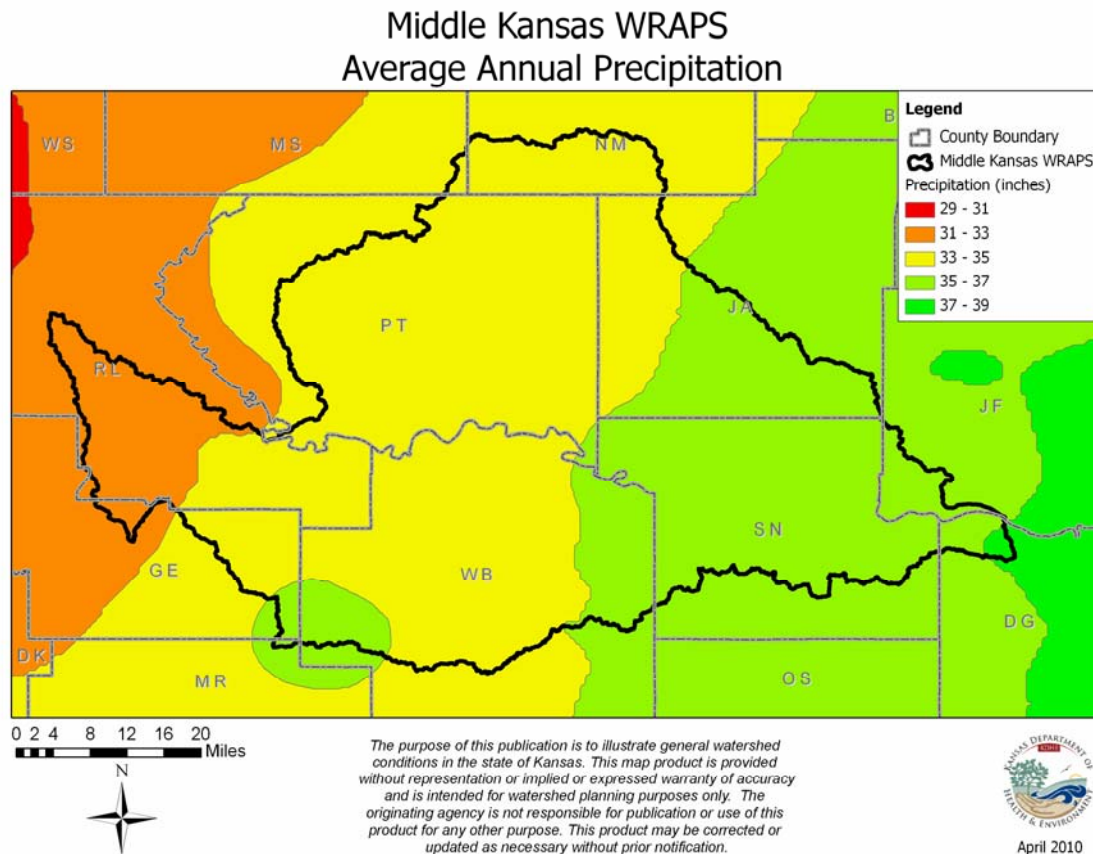 Middle Kansas WRAPS
Average Annual Precipitation
Legend
County Boundary
Middle Kansas WRAPS
Precipitation (inches)
29 - 31
31 - 33
33 - 35
35 - 37
37 - 39
WS
MS
NM
B
PT
JA
RL
JF
SN
GE
WB
DG
DK
MR
OS
0 2 4 8 12 16 20
Miles
N
The purpose of this publication is to illustrate general watershed
conditions in the state of Kansas. This map product is provided
without representation or implied or expressed warranty of accuracy
and is intended for watershed planning purposes only. The
originating agency is not responsible for publication or use of this
product for any other purpose. This product may be corrected or
updated as necessary without prior notification.
KANSAS DEPARTMENT OF
HEALTH & ENVIRONMENT
April 2010